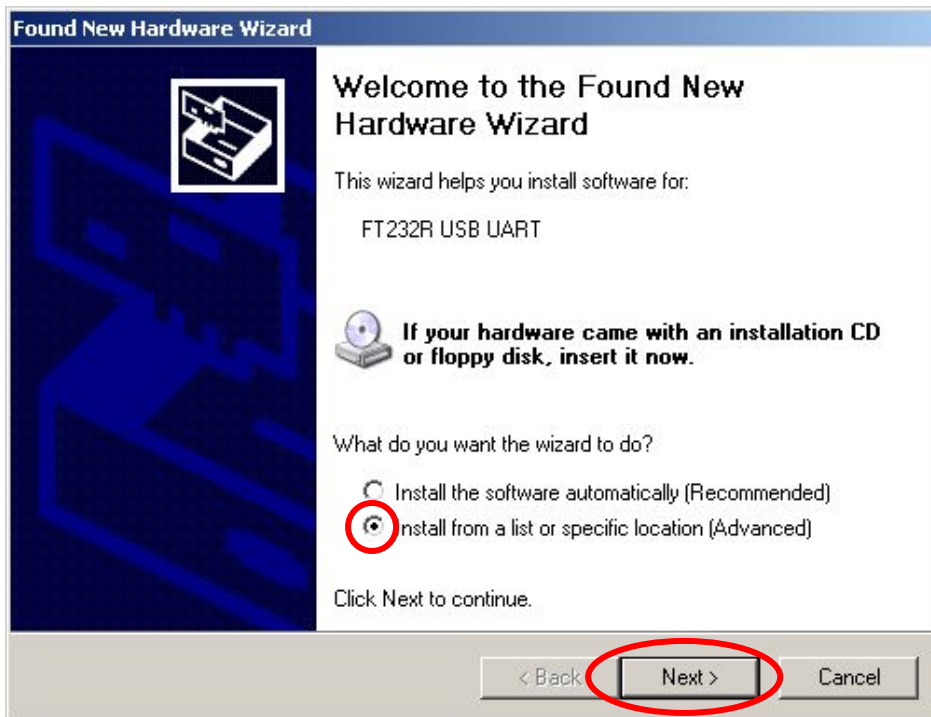 Found New Hardware Wizard
Welcome to the Found New
Hardware Wizard
This wizard helps you install software for:
FT232R USB UART
If your hardware came with an installation CD
or floppy disk, insert it now.
What do you want the wizard to do?
Install the software automatically (Recommended)
Install from a list or specific location (Advanced)
Click Next to continue.
< Back Next > Cancel